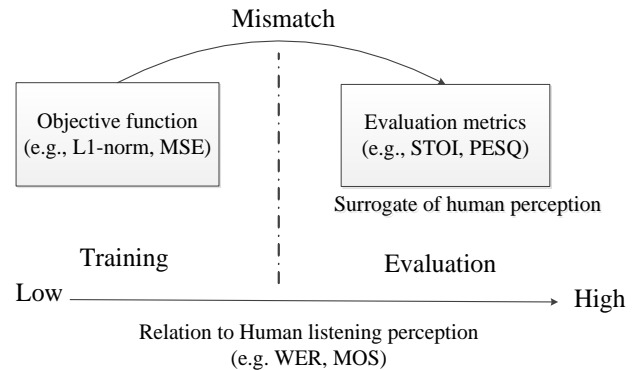 Mismatch
Objective function
(e.g., L1-norm, MSE)
Evaluation metrics
(e.g., STOI, PESQ)
Surrogate of human perception
Training
Evaluation
Low
High
Relation to Human listening perception
(e.g. WER, MOS)